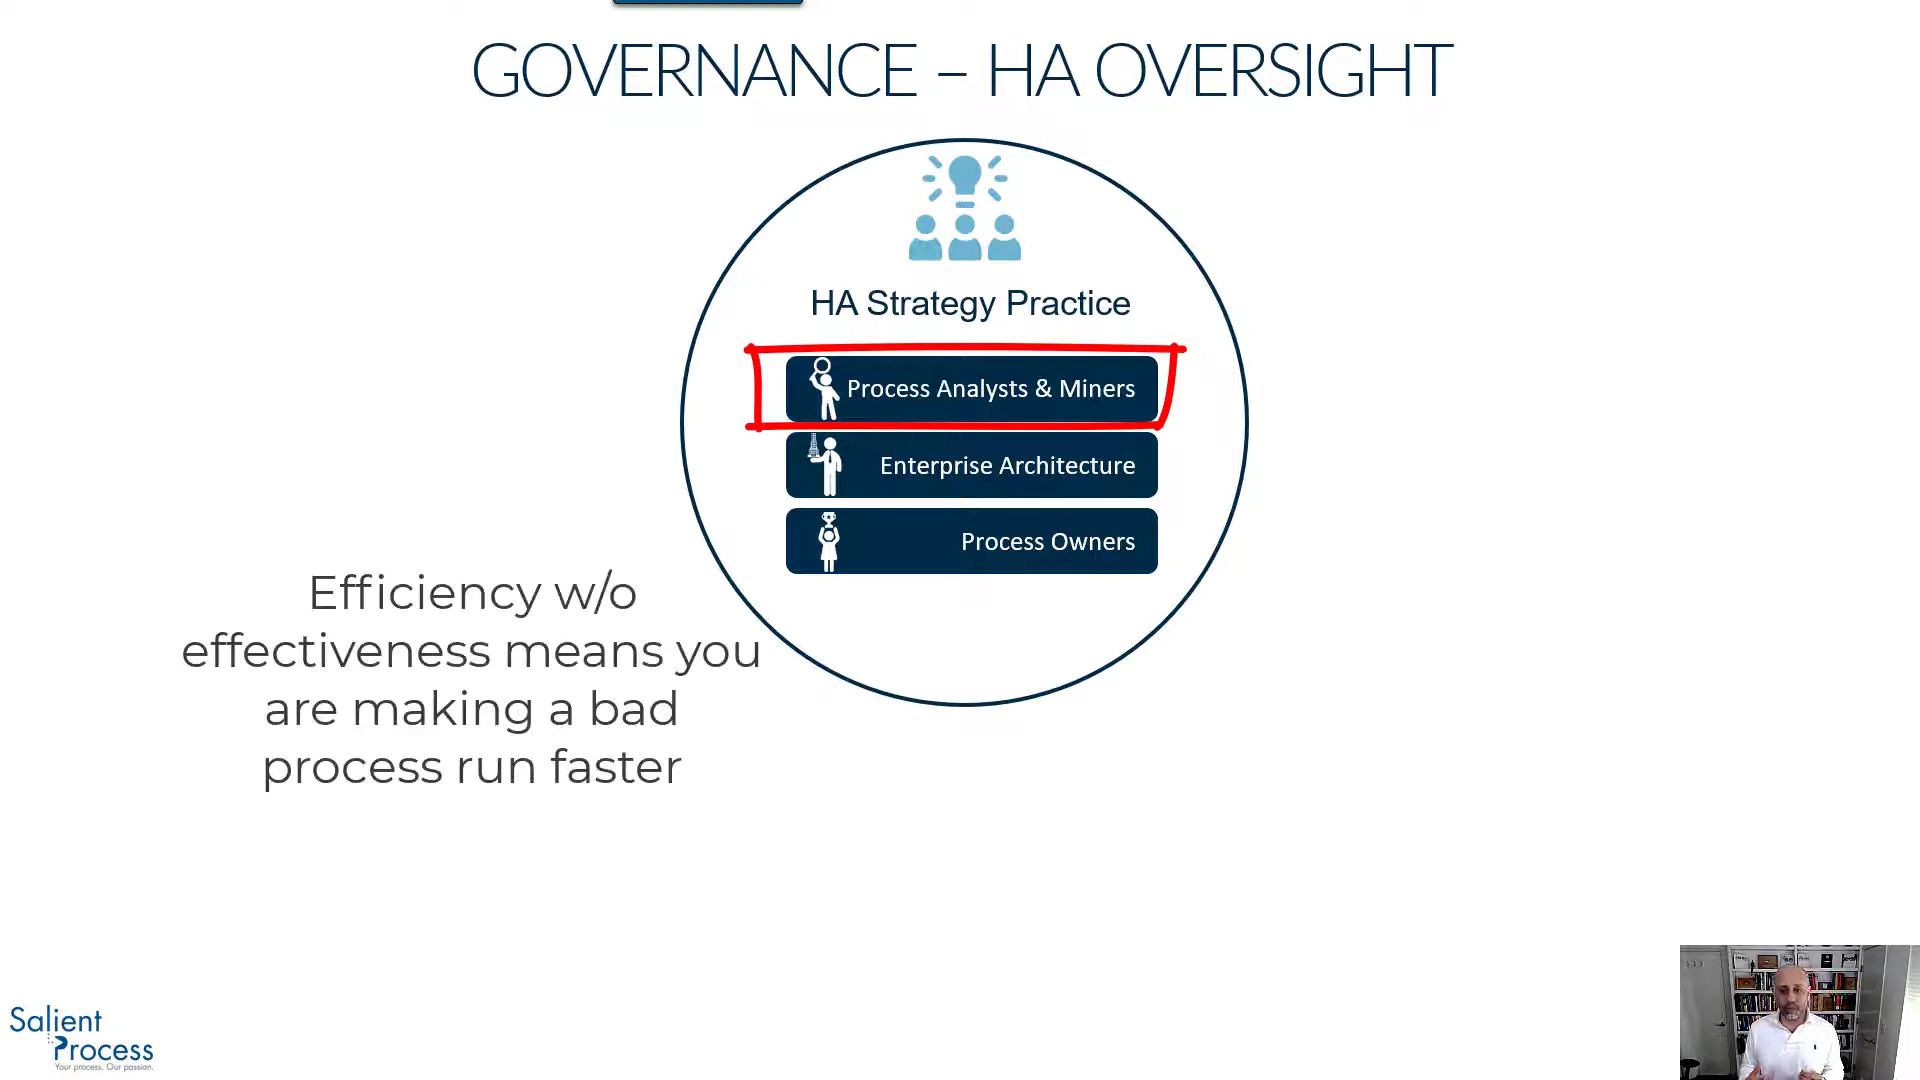 GOVERNANCE – HA OVERSIGHT
HA Strategy Practice
Process Analysts & Miners
Enterprise Architecture
Process Owners
Efficiency w/o
effectiveness means you
are making a bad
process run faster
Salient
Process
Your process. Our passion.